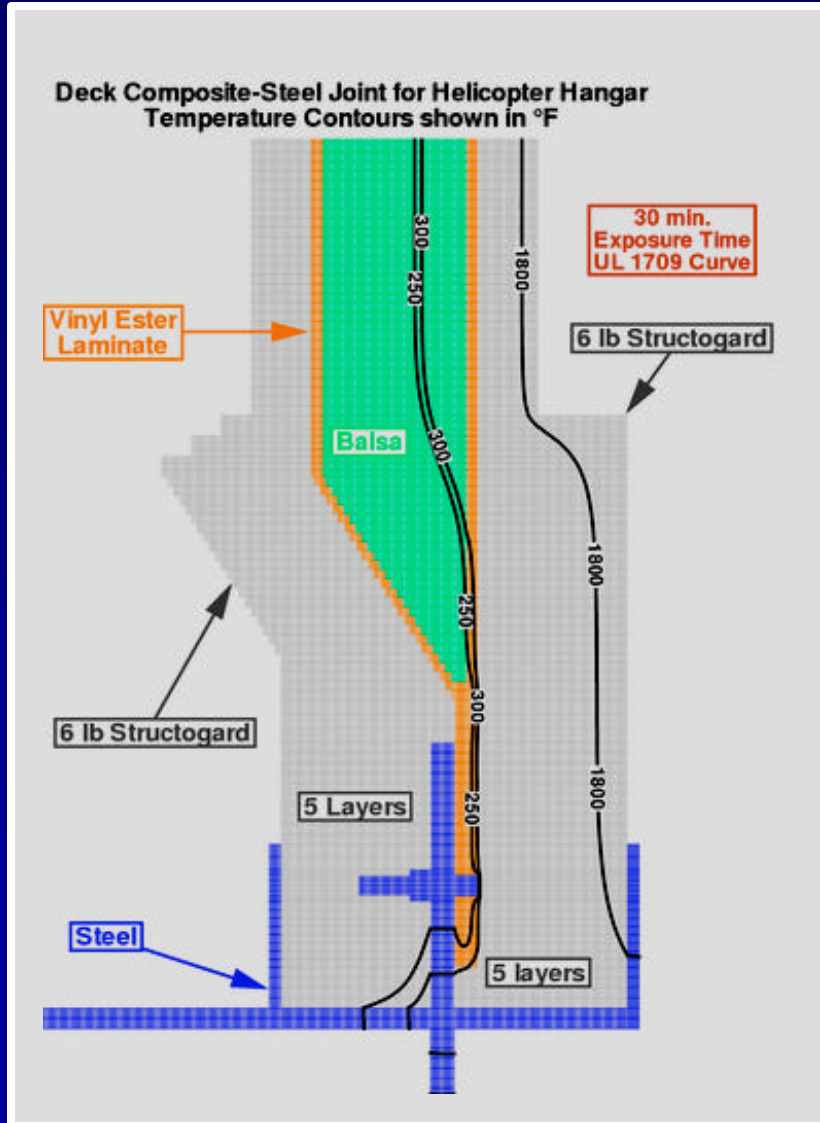 Deck Composite-Steel Joint for Helicopter Hangar
Temperature Contours shown in °F
30 min.
Exposure Time
UL 1709 Curve
300
1800
250
Vinyl Ester
Laminate
6 lb Structogard
Balsa
300
1800
250
300
6 lb Structogard
1800
5 Layers
250
Steel
5 layers